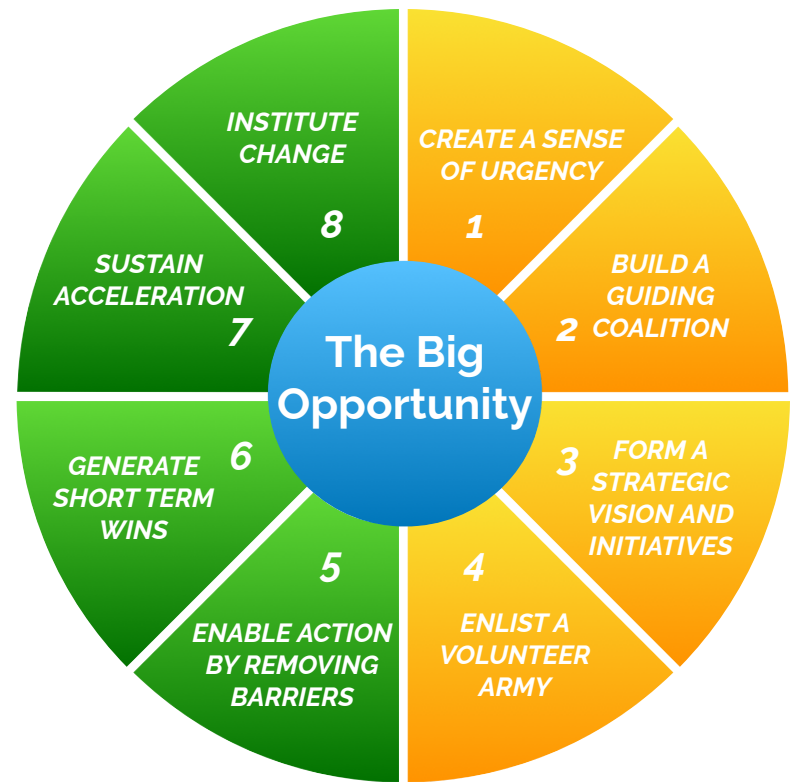 The Big
Opportunity
CREATE A SENSE
OF URGENCY
1
BUILD A
GUIDING
2 COALITION
3 FORM A
STRATEGIC
VISION AND
INITIATIVES
4
ENLIST A
VOLUNTEER
ARMY
5
ENABLE ACTION
BY REMOVING
BARRIERS
6
GENERATE
SHORT TERM
WINS
SUSTAIN
ACCELERATION
7
INSTITUTE
CHANGE
8